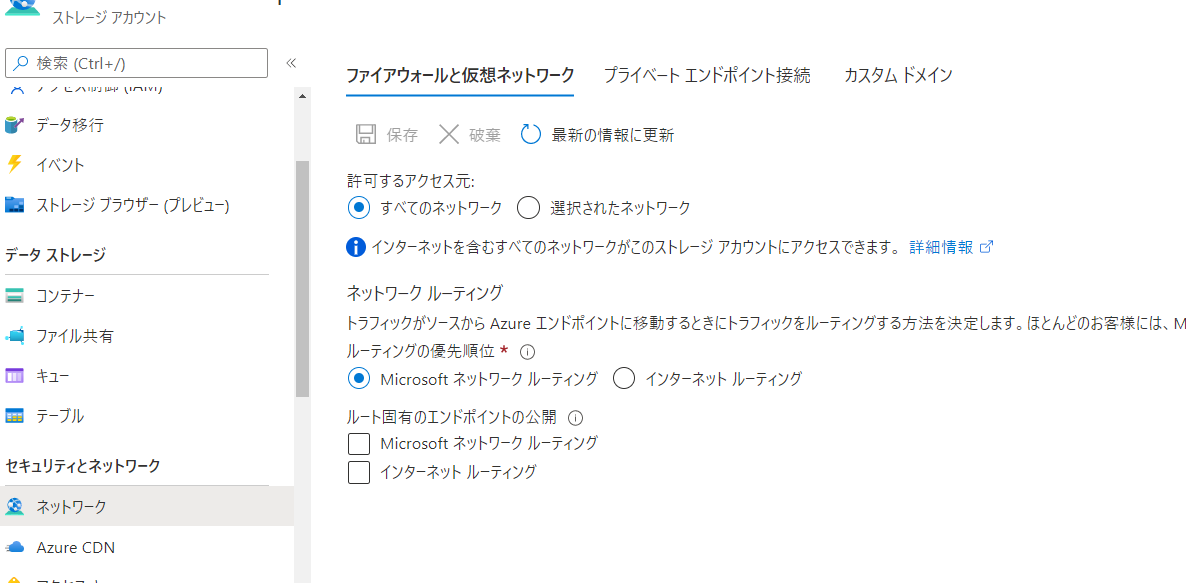 ストレージ アカウント
検索 (Ctrl+/)
«
アクセス制御 (IAM)
データ移行
イベント
ストレージ ブラウザー (プレビュー)
データ ストレージ
コンテナー
ファイル共有
キュー
テーブル
セキュリティとネットワーク
ネットワーク
Azure CDN
ファイアウォールと仮想ネットワーク プライベート エンドポイント接続 カスタム ドメイン
保存 破棄 最新の情報に更新
許可するアクセス元:
すべてのネットワーク 選択されたネットワーク
インターネットを含むすべてのネットワークがこのストレージ アカウントにアクセスできます。 詳細情報
ネットワーク ルーティング
トラフィックがソースから Azure エンドポイントに移動するときにトラフィックをルーティングする方法を決定します。ほとんどのお客様には、M
ルーティングの優先順位 *
Microsoft ネットワーク ルーティング インターネット ルーティング
ルート固有のエンドポイントの公開
Microsoft ネットワーク ルーティング
インターネット ルーティング